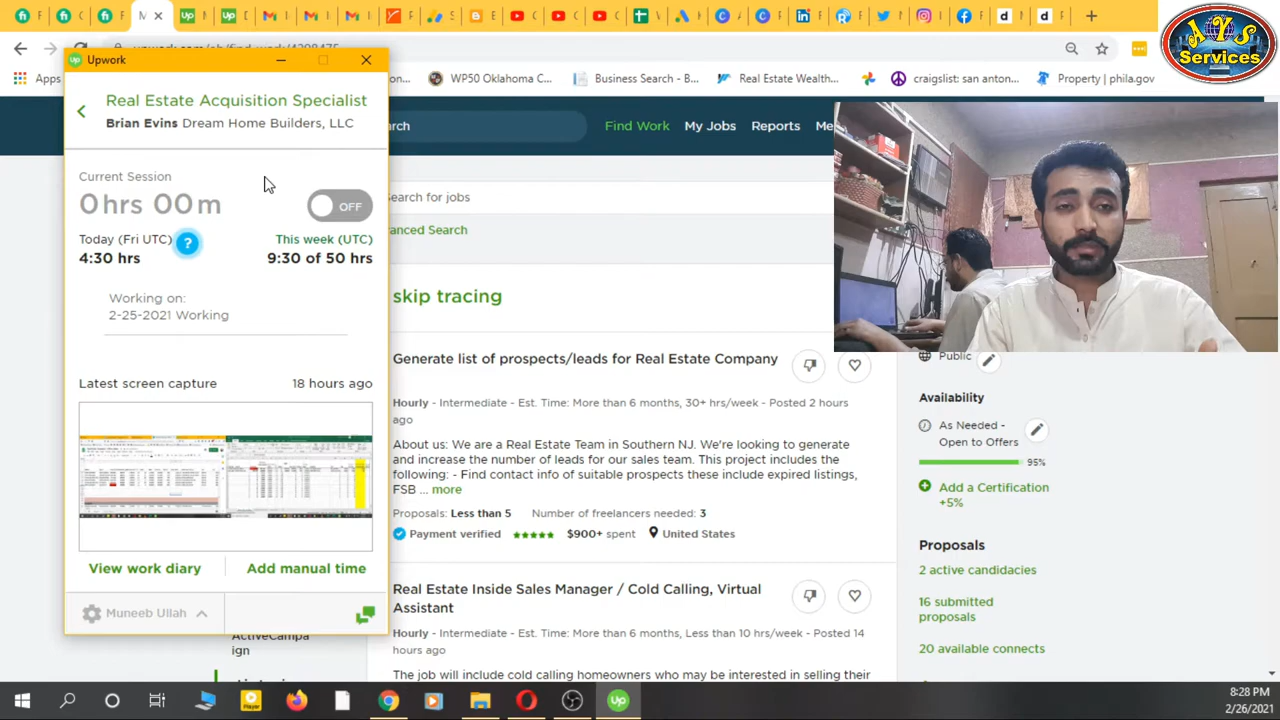 AYS
Services
Apps
on...
WP50 Oklahoma C...
Business Search - B...
Real Estate Wealth...
craigslist: san anton...
Property | phila.gov
Upwork
Real Estate Acquisition Specialist
Brian Evins Dream Home Builders, LLC
arch
Find Work
My Jobs
Reports
Me
Current Session
0hrs 00m
OFF
Today (Fri UTC) ?
This week (UTC)
4:30 hrs
9:30 of 50 hrs
Working on:
2-25-2021 Working
Latest screen capture
18 hours ago
View work diary
Add manual time
Muneeb Ullah
earch for jobs
anced Search
skip tracing
Generate list of prospects/leads for Real Estate Company
Hourly - Intermediate - Est. Time: More than 6 months, 30+ hrs/week - Posted 2 hours
ago
About us: We are a Real Estate Team in Southern NJ. We're looking to generate
and increase the number of leads for our sales team. This project includes the
following: - Find contact info of suitable prospects these include expired listings,
FSB ... more
Proposals: Less than 5 Number of freelancers needed: 3
Payment verified $900+ spent United States
Real Estate Inside Sales Manager / Cold Calling, Virtual
Assistant
Hourly - Intermediate - Est. Time: More than 6 months, Less than 10 hrs/week - Posted 14
hours ago
The job will include cold calling homeowners who may be interested in selling their
ActiveCampa
ign
Public
Availability
As Needed -
Open to Offers
95%
Add a Certification
+5%
Proposals
2 active candidacies
16 submitted
proposals
20 available connects
Player
8:28 PM
2/26/2021